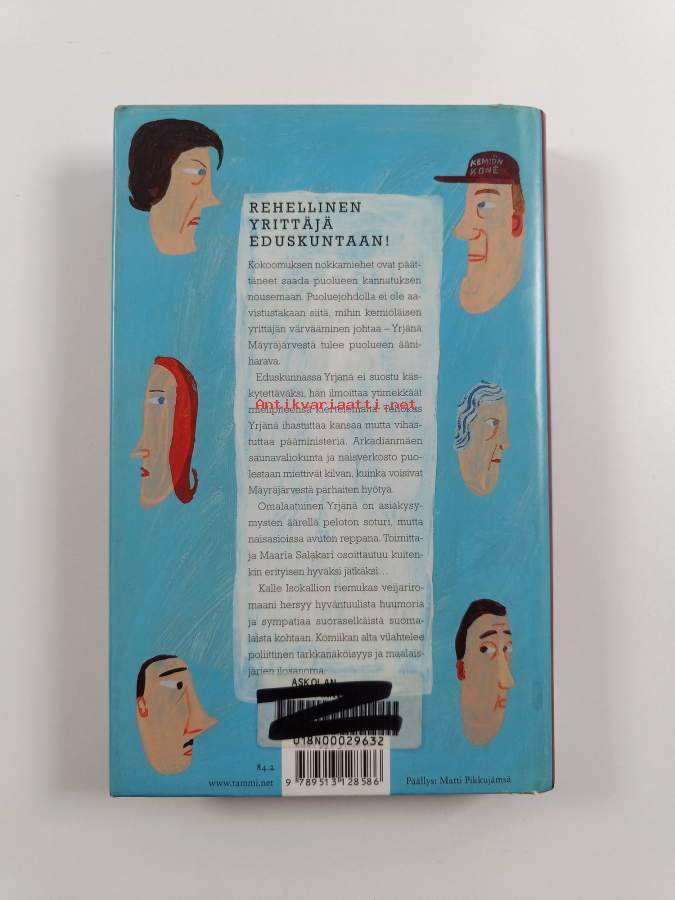 KEMIÖN
KONE
REHELLINEN
YRITTÄJÄ
EDUSKUNTAAN!
Kokoomuksen nokkamiehet ovat päät-
täneet saada puolueen kannatuksen
nousemaan. Puoluejohdolla ei ole aa-
vistustakaan siitä, mihin kemiöläisen
yrittäjän värvääminen johtaa – Yrjänä
Mäyräjärvestä tulee puolueen ääni-
harava.
Eduskunnassa Yrjänä ei suostu käs-
kytettäväksi, hän ilmoittaa ytimekkäät
mielipiteensä kiertelemättä. Tehokas
Antikvariaatti.net
Yrjänä ihastuttaa kansaa mutta vihas-
tuttaa pääministeriä. Arkadianmäen
saunavaliokunta ja naisverkosto puo-
lestaan miettivät kilvan, kuinka voisivat
Mäyräjärvestä parhaiten hyötyä.
Omalaatuinen Yrjänä on asiakysy-
mysten äärellä peloton soturi, mutta
naisasioissa avuton reppana. Toimitta-
ja Maaria Salakari osoittautuu kuiten-
kin erityisen hyväksi jätkäksi...
Kalle Isokallion riemukas veijariro-
maani hersyy hyväntuulista huumoria
ja sympatiaa suoraselkäistä suoma-
laista kohtaan. Komiikan alta vilahtelee
poliittinen tarkkanäköisyys ja maalais-
järjen ilosanoma.
ASKOLAN
018N00029632
84.2
www.tammi.net
9 789513 128586
Päällys: Matti Pikkujämsä